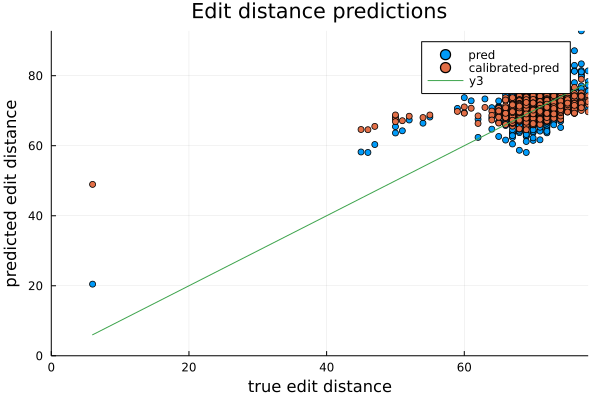 Edit distance predictions
pred
calibrated-pred
y3
predicted edit distance
80
60
40
20
0
0 20 40 60
true edit distance